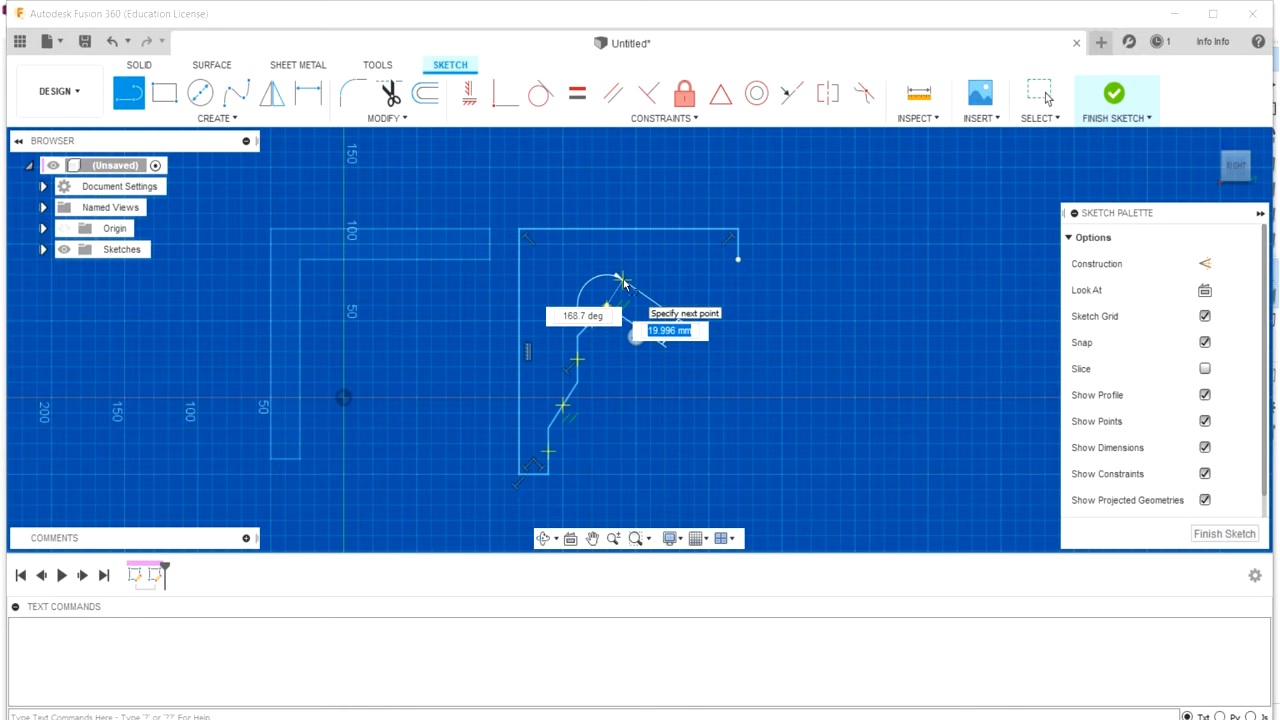 Autodesk Fusion 360 (Education License)
Untitled*
1
Info Info
DESIGN
SOLID
SURFACE
SHEET METAL
TOOLS
SKETCH
CREATE
MODIFY
CONSTRAINTS
INSPECT
INSERT
SELECT
FINISH SKETCH
BROWSER
(Unsaved)
Document Settings
Named Views
Origin
Sketches
150
100
50
200
150
100
50
RIGHT
168.7 deg
Specify next point
19.996 mm
SKETCH PALETTE
Options
Construction
Look At
Sketch Grid
Snap
Slice
Show Profile
Show Points
Show Dimensions
Show Constraints
Show Projected Geometries
Finish Sketch
COMMENTS
TEXT COMMANDS
Type Text Commands Here - Type '?' or '??' For Help
Txt
Py
Js